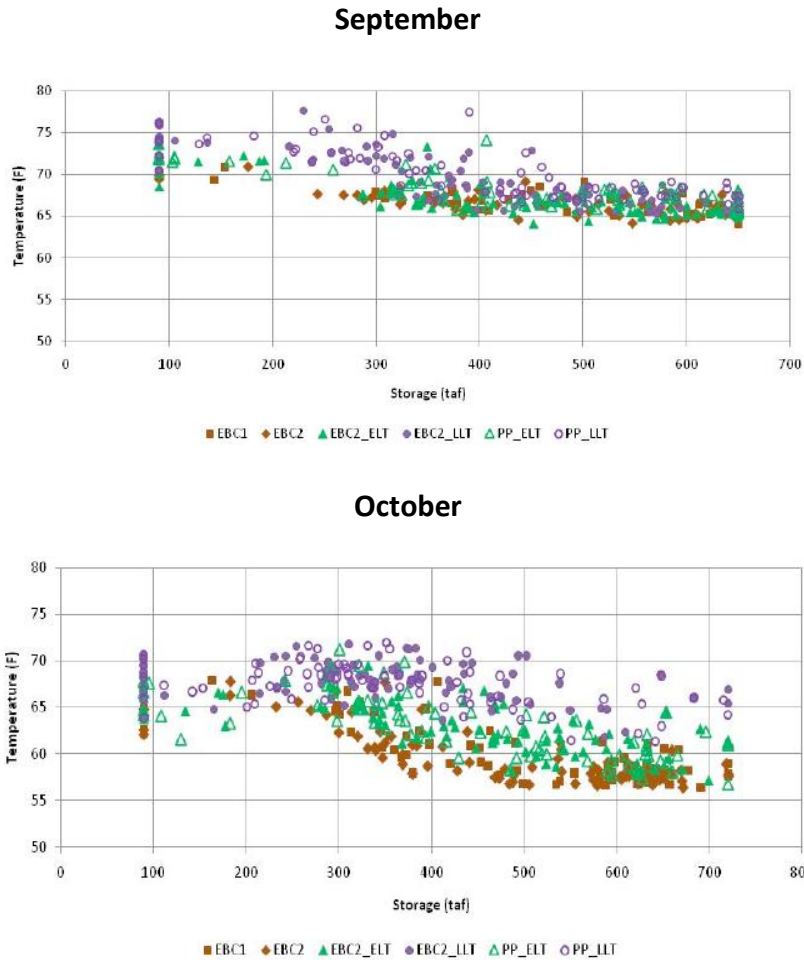 September
80
75
70
65
60
55
50
Temperature (F)
0 100 200 300 400 500 600 700
Storage (taf)
EBC1 EBC2 EBC2_ELT EBC2_LLT PP_ELT PP_LLT
October
80
75
70
65
60
55
50
Temperature (F)
0 100 200 300 400 500 600 700 80
Storage (taf)
EBC1 EBC2 EBC2_ELT EBC2_LLT PP_ELT PP_LLT